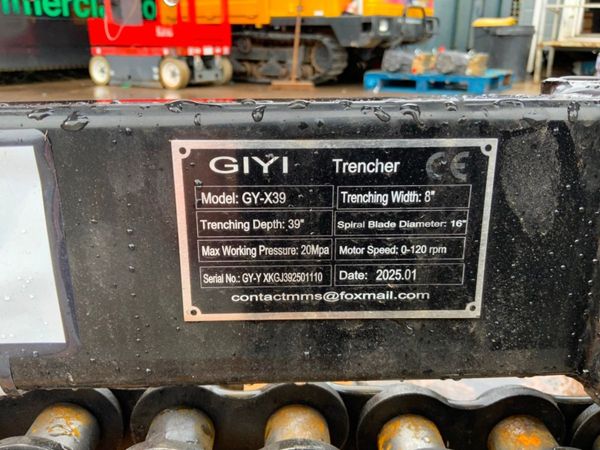 mmercial
GIYI Trencher CE
Model: GY-X39 Trenching Width: 8"
Trenching Depth: 39" Spiral Blade Diameter: 16"
Max Working Pressure: 20Mpa Motor Speed: 0-120 rpm
Serial No.: GY-Y XKGJ392501110 Date: 2025.01
contactmms@foxmail.com